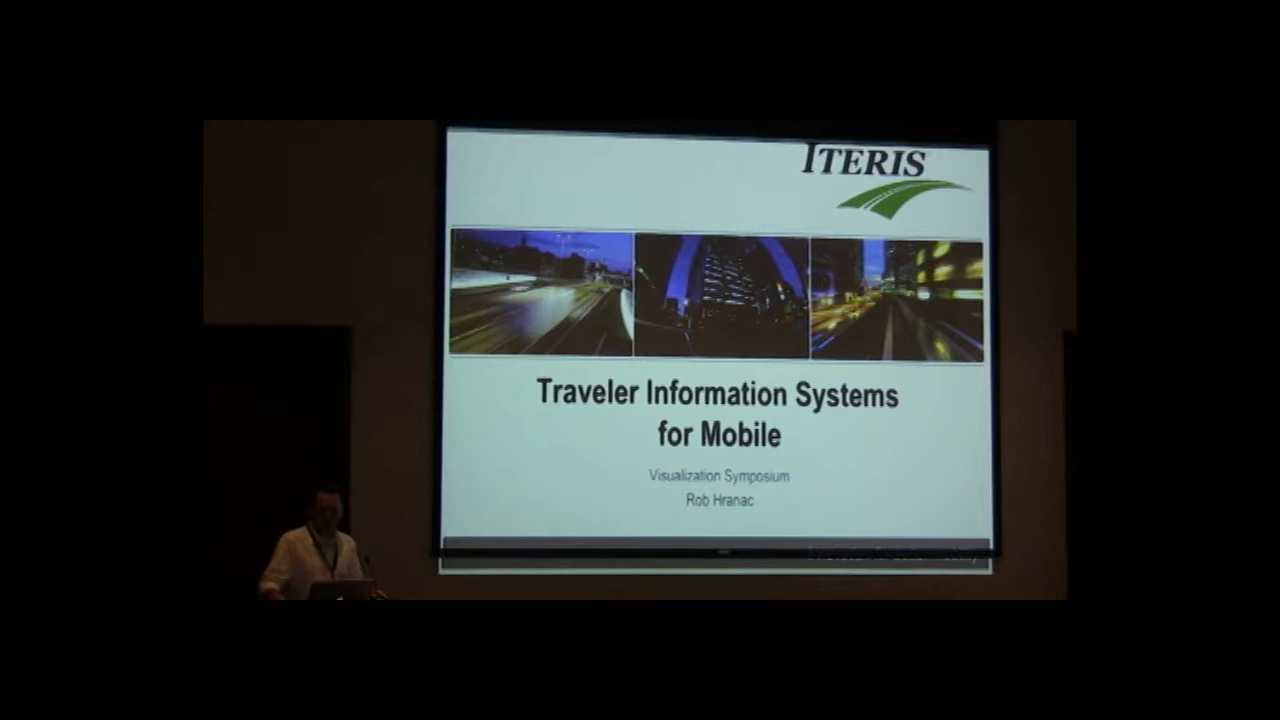 ITERIS
Traveler Information Systems
for Mobile
Visualization Symposium
Rob Hranac